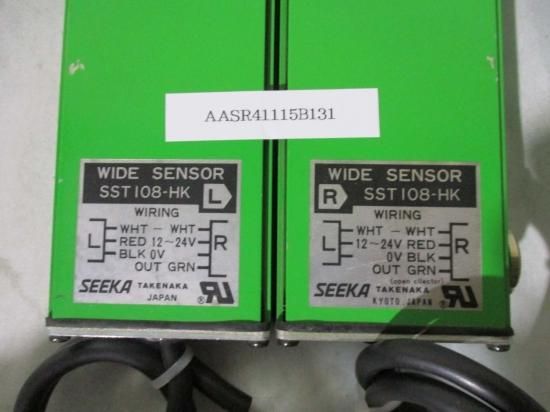 AASR41115B131
WIDE SENSOR
SST108-HK L
WIRING
WHT - WHT
L RED 12~24V R
BLK 0V
OUT GRN
SEEKA TAKENAKA
JAPAN
WIDE SENSOR
R SST108-HK
WIRING
WHT - WHT
L 12~24V RED R
0V BLK
OUT GRN
(open cllector)
SEEKA TAKENAKA
KYOTO, JAPAN